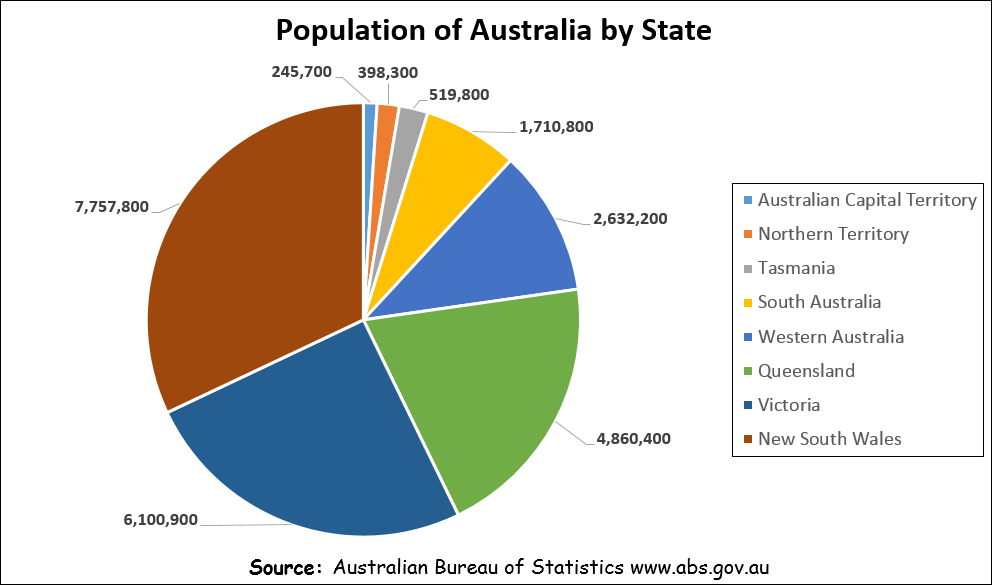 Population of Australia by State
245,700
398,300
519,800
1,710,800
2,632,200
4,860,400
6,100,900
7,757,800
Australian Capital Territory
Northern Territory
Tasmania
South Australia
Western Australia
Queensland
Victoria
New South Wales
Source: Australian Bureau of Statistics www.abs.gov.au